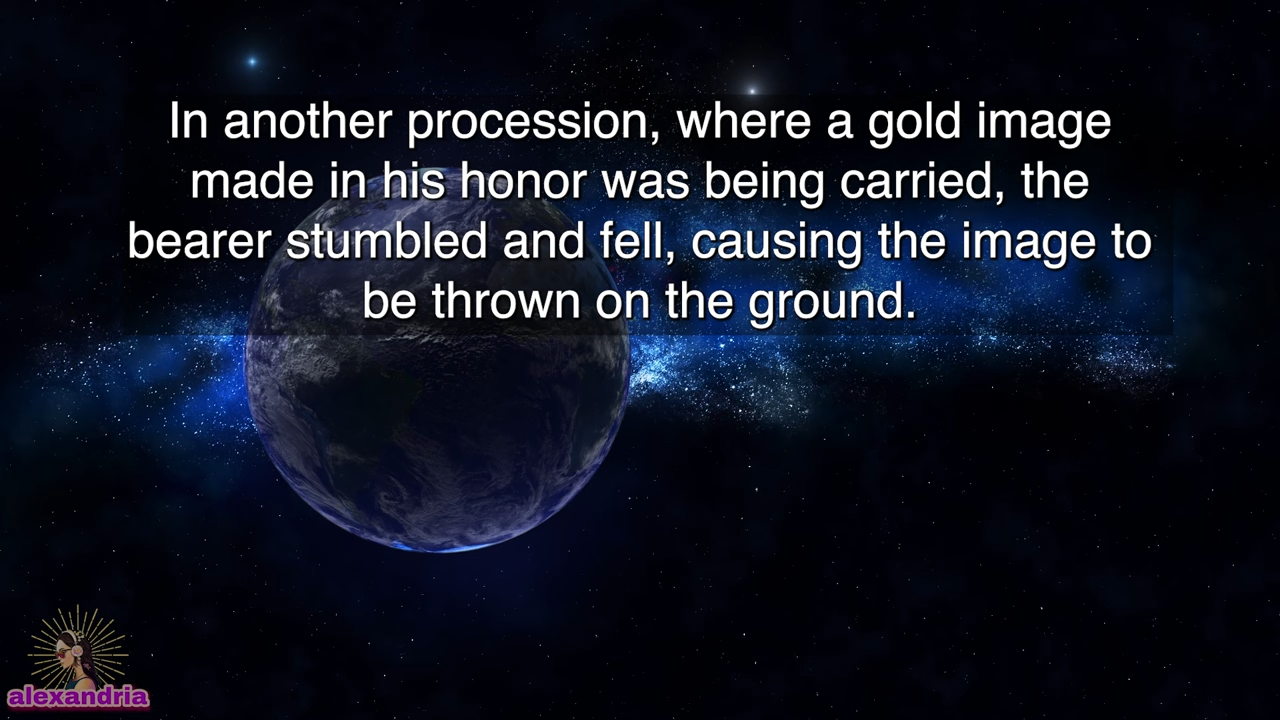 In another procession, where a gold image
made in his honor was being carried, the
bearer stumbled and fell, causing the image to
be thrown on the ground.
alexandria